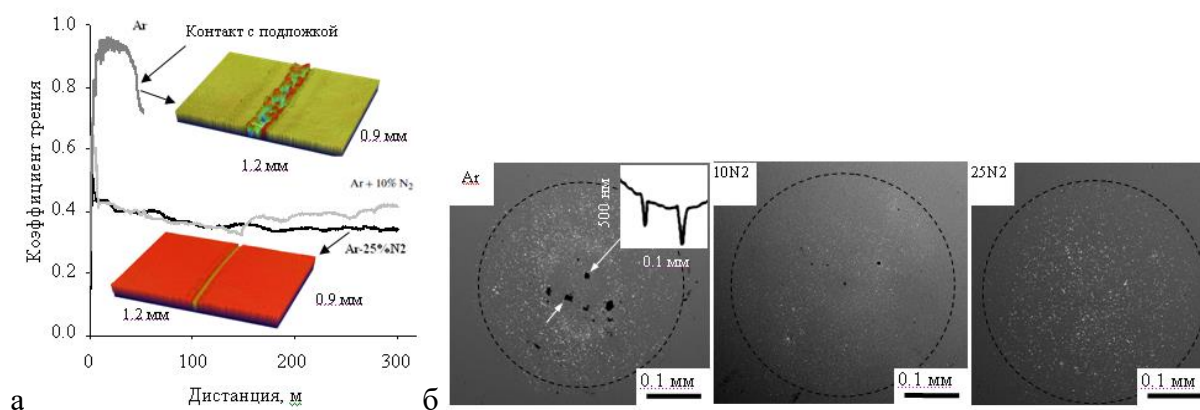 1.0
0.8
0.6
0.4
0.2
0.0
Коэффициент трения
Ar
Контакт с подложкой
0.9 мм
1.2 мм
Ar + 10% N₂
Ar-25%N2
0.9 мм
1.2 мм
0
100
200
300
Дистанция, м
а
б
Ar
500 нм
0.1 мм
0.1 мм
10N2
0.1 мм
25N2
0.1 мм